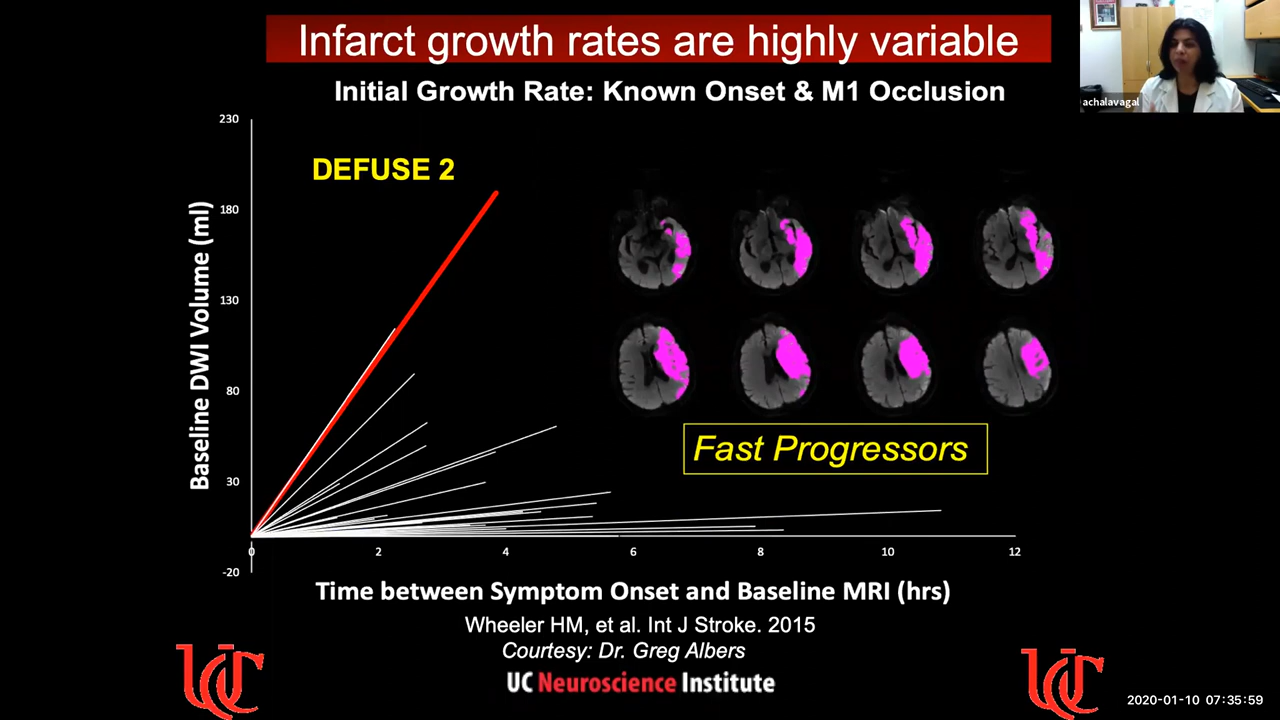 Infarct growth rates are highly variable
achalavagal
Initial Growth Rate: Known Onset & M1 Occlusion
230
DEFUSE 2
180
130
80
30
-20
Baseline DWI Volume (ml)
Fast Progressors
0 2 4 6 8 10 12
Time between Symptom Onset and Baseline MRI (hrs)
Wheeler HM, et al. Int J Stroke. 2015
Courtesy: Dr. Greg Albers
UC Neuroscience Institute
UC
UC
2020-01-10 07:35:59